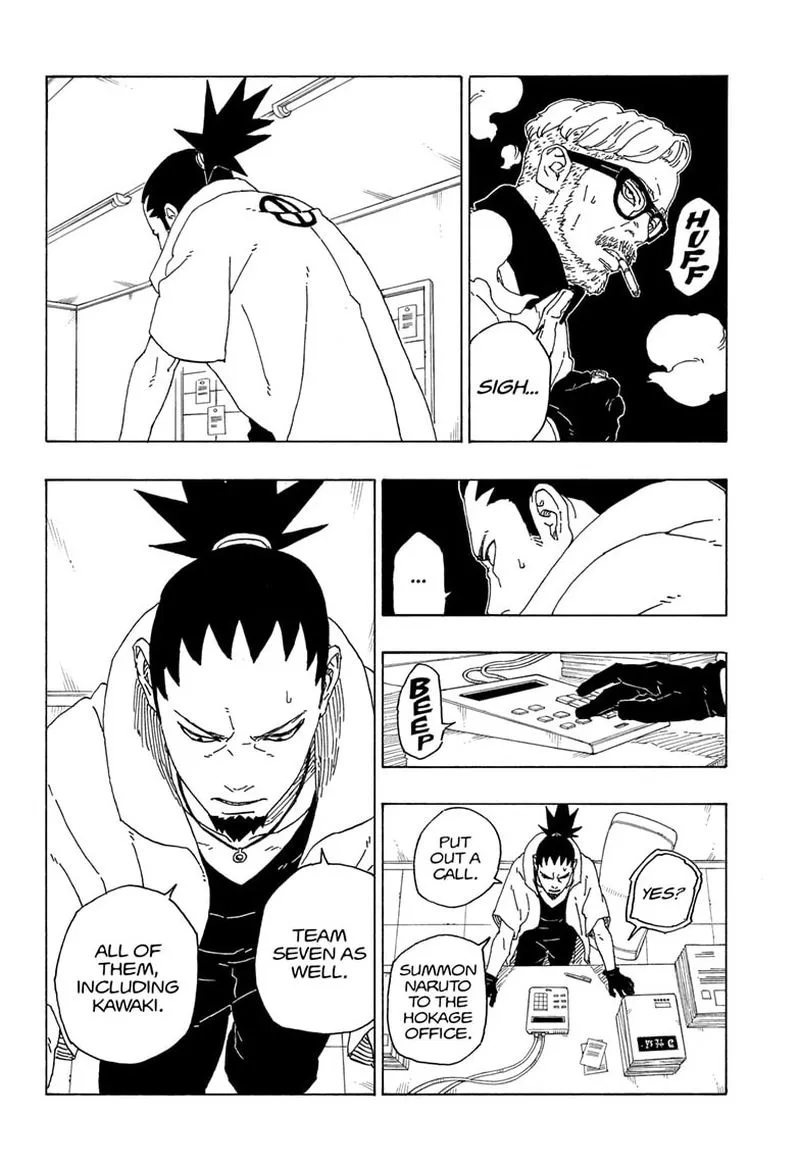 HUFF
SIGH...
...
BEEP
PUT
OUT A
CALL.
YES?
SUMMON
NARUTO
TO THE
HOKAGE
OFFICE.
TEAM
SEVEN AS
WELL.
ALL OF
THEM,
INCLUDING
KAWAKI.